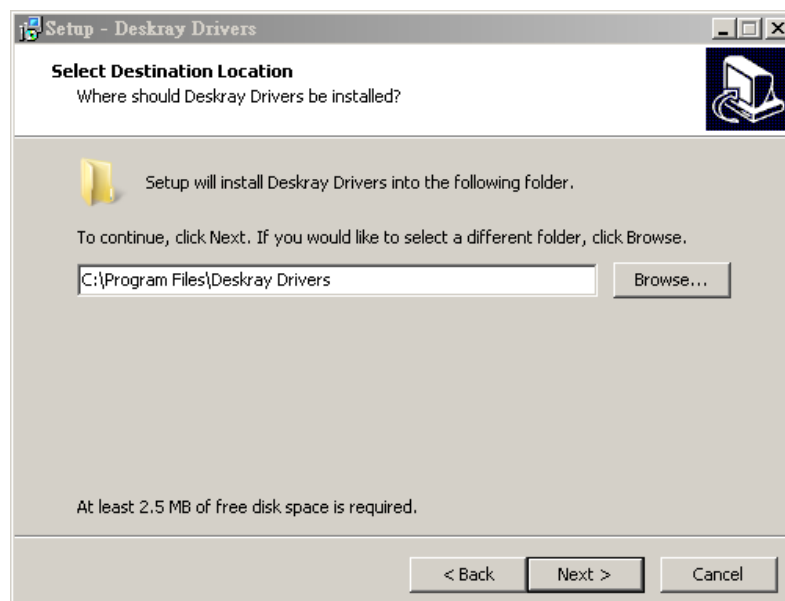 Setup - Deskray Drivers
Select Destination Location
Where should Deskray Drivers be installed?
Setup will install Deskray Drivers into the following folder.
To continue, click Next. If you would like to select a different folder, click Browse.
C:\Program Files\Deskray Drivers
Browse...
At least 2.5 MB of free disk space is required.
< Back
Next >
Cancel